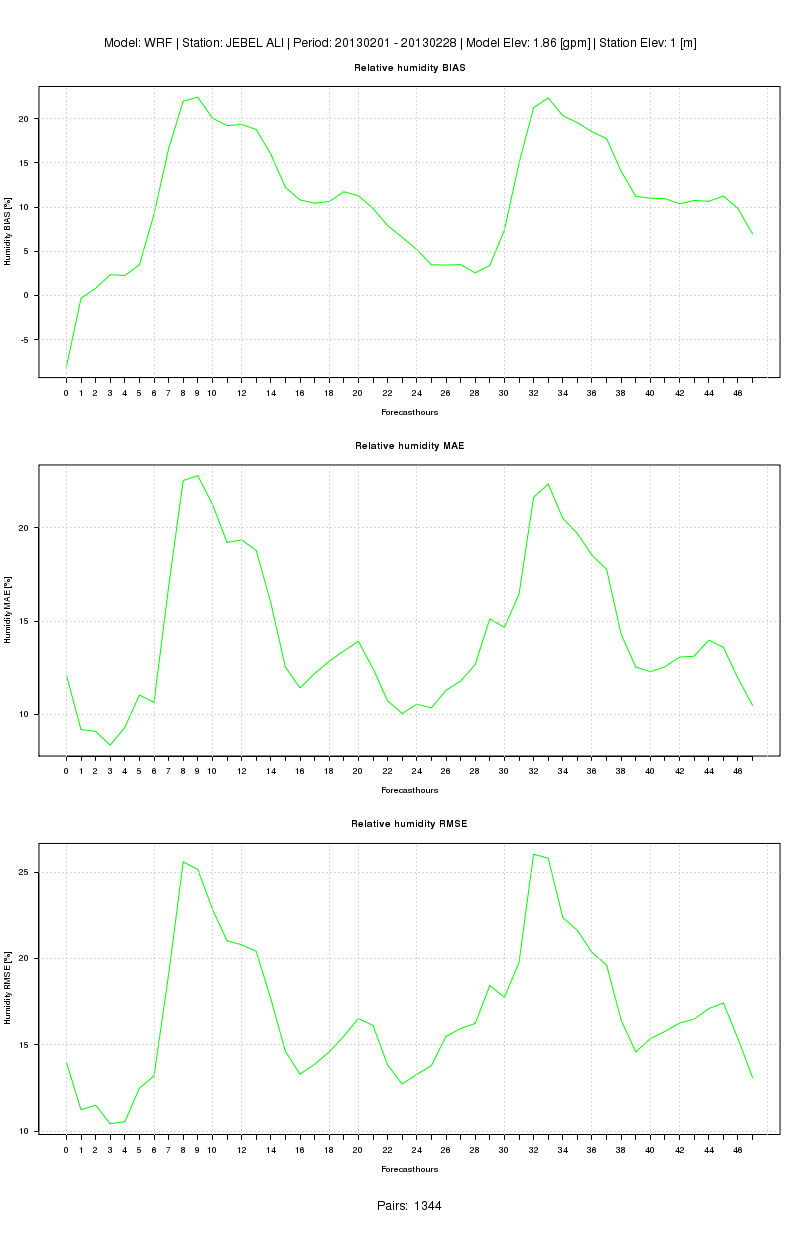 Model: WRF | Station: JEBEL ALI | Period: 20130201 - 20130228 | Model Elev: 1.86 [gpm] | Station Elev: 1 [m]
Relative humidity BIAS
Humidity BIAS [%]
20
15
10
5
0
-5
0 1 2 3 4 5 6 7 8 9 10 12 14 16 18 20 22 24 26 28 30 32 34 36 38 40 42 44 46
Forecasthours
Relative humidity MAE
Humidity MAE [%]
20
15
10
0 1 2 3 4 5 6 7 8 9 10 12 14 16 18 20 22 24 26 28 30 32 34 36 38 40 42 44 46
Forecasthours
Relative humidity RMSE
Humidity RMSE [%]
25
20
15
10
0 1 2 3 4 5 6 7 8 9 10 12 14 16 18 20 22 24 26 28 30 32 34 36 38 40 42 44 46
Forecasthours
Pairs: 1344